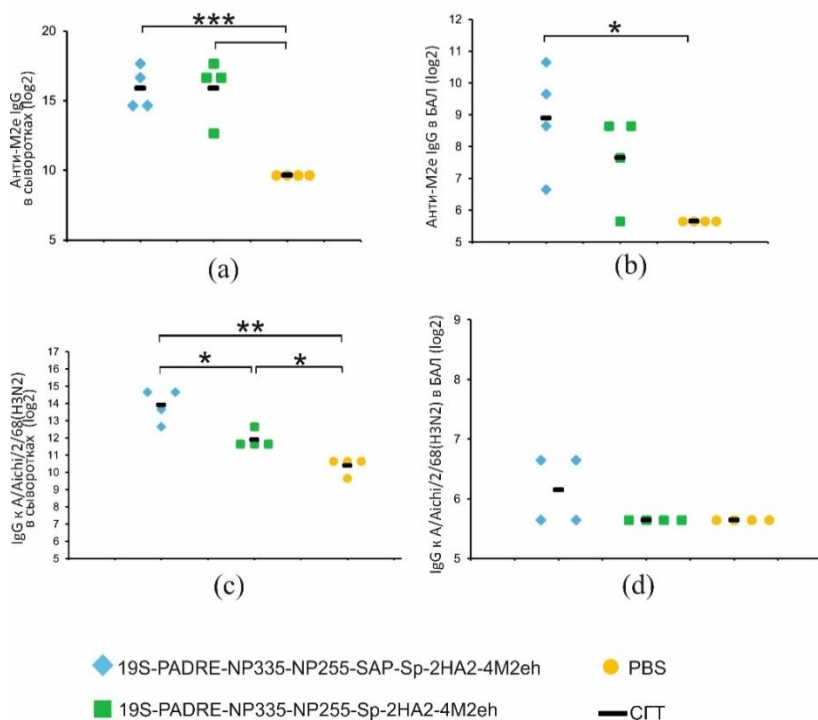 ***
20
15
10
5
Анти-М2е IgG
в сыворотках (log2)
(a)
*
12
11
10
9
8
7
6
5
Анти-М2е IgG в БАЛ (log2)
(b)
**
*
*
17
16
15
14
13
12
11
10
9
8
7
6
5
IgG к A/Aichi/2/68(H3N2)
в сыворотках (log2)
(c)
9
8
7
6
5
IgG к A/Aichi/2/68(H3N2) в БАЛ (log2)
(d)
19S-PADRE-NP335-NP255-SAP-Sp-2HA2-4M2eh
PBS
19S-PADRE-NP335-NP255-Sp-2HA2-4M2eh
СГТ